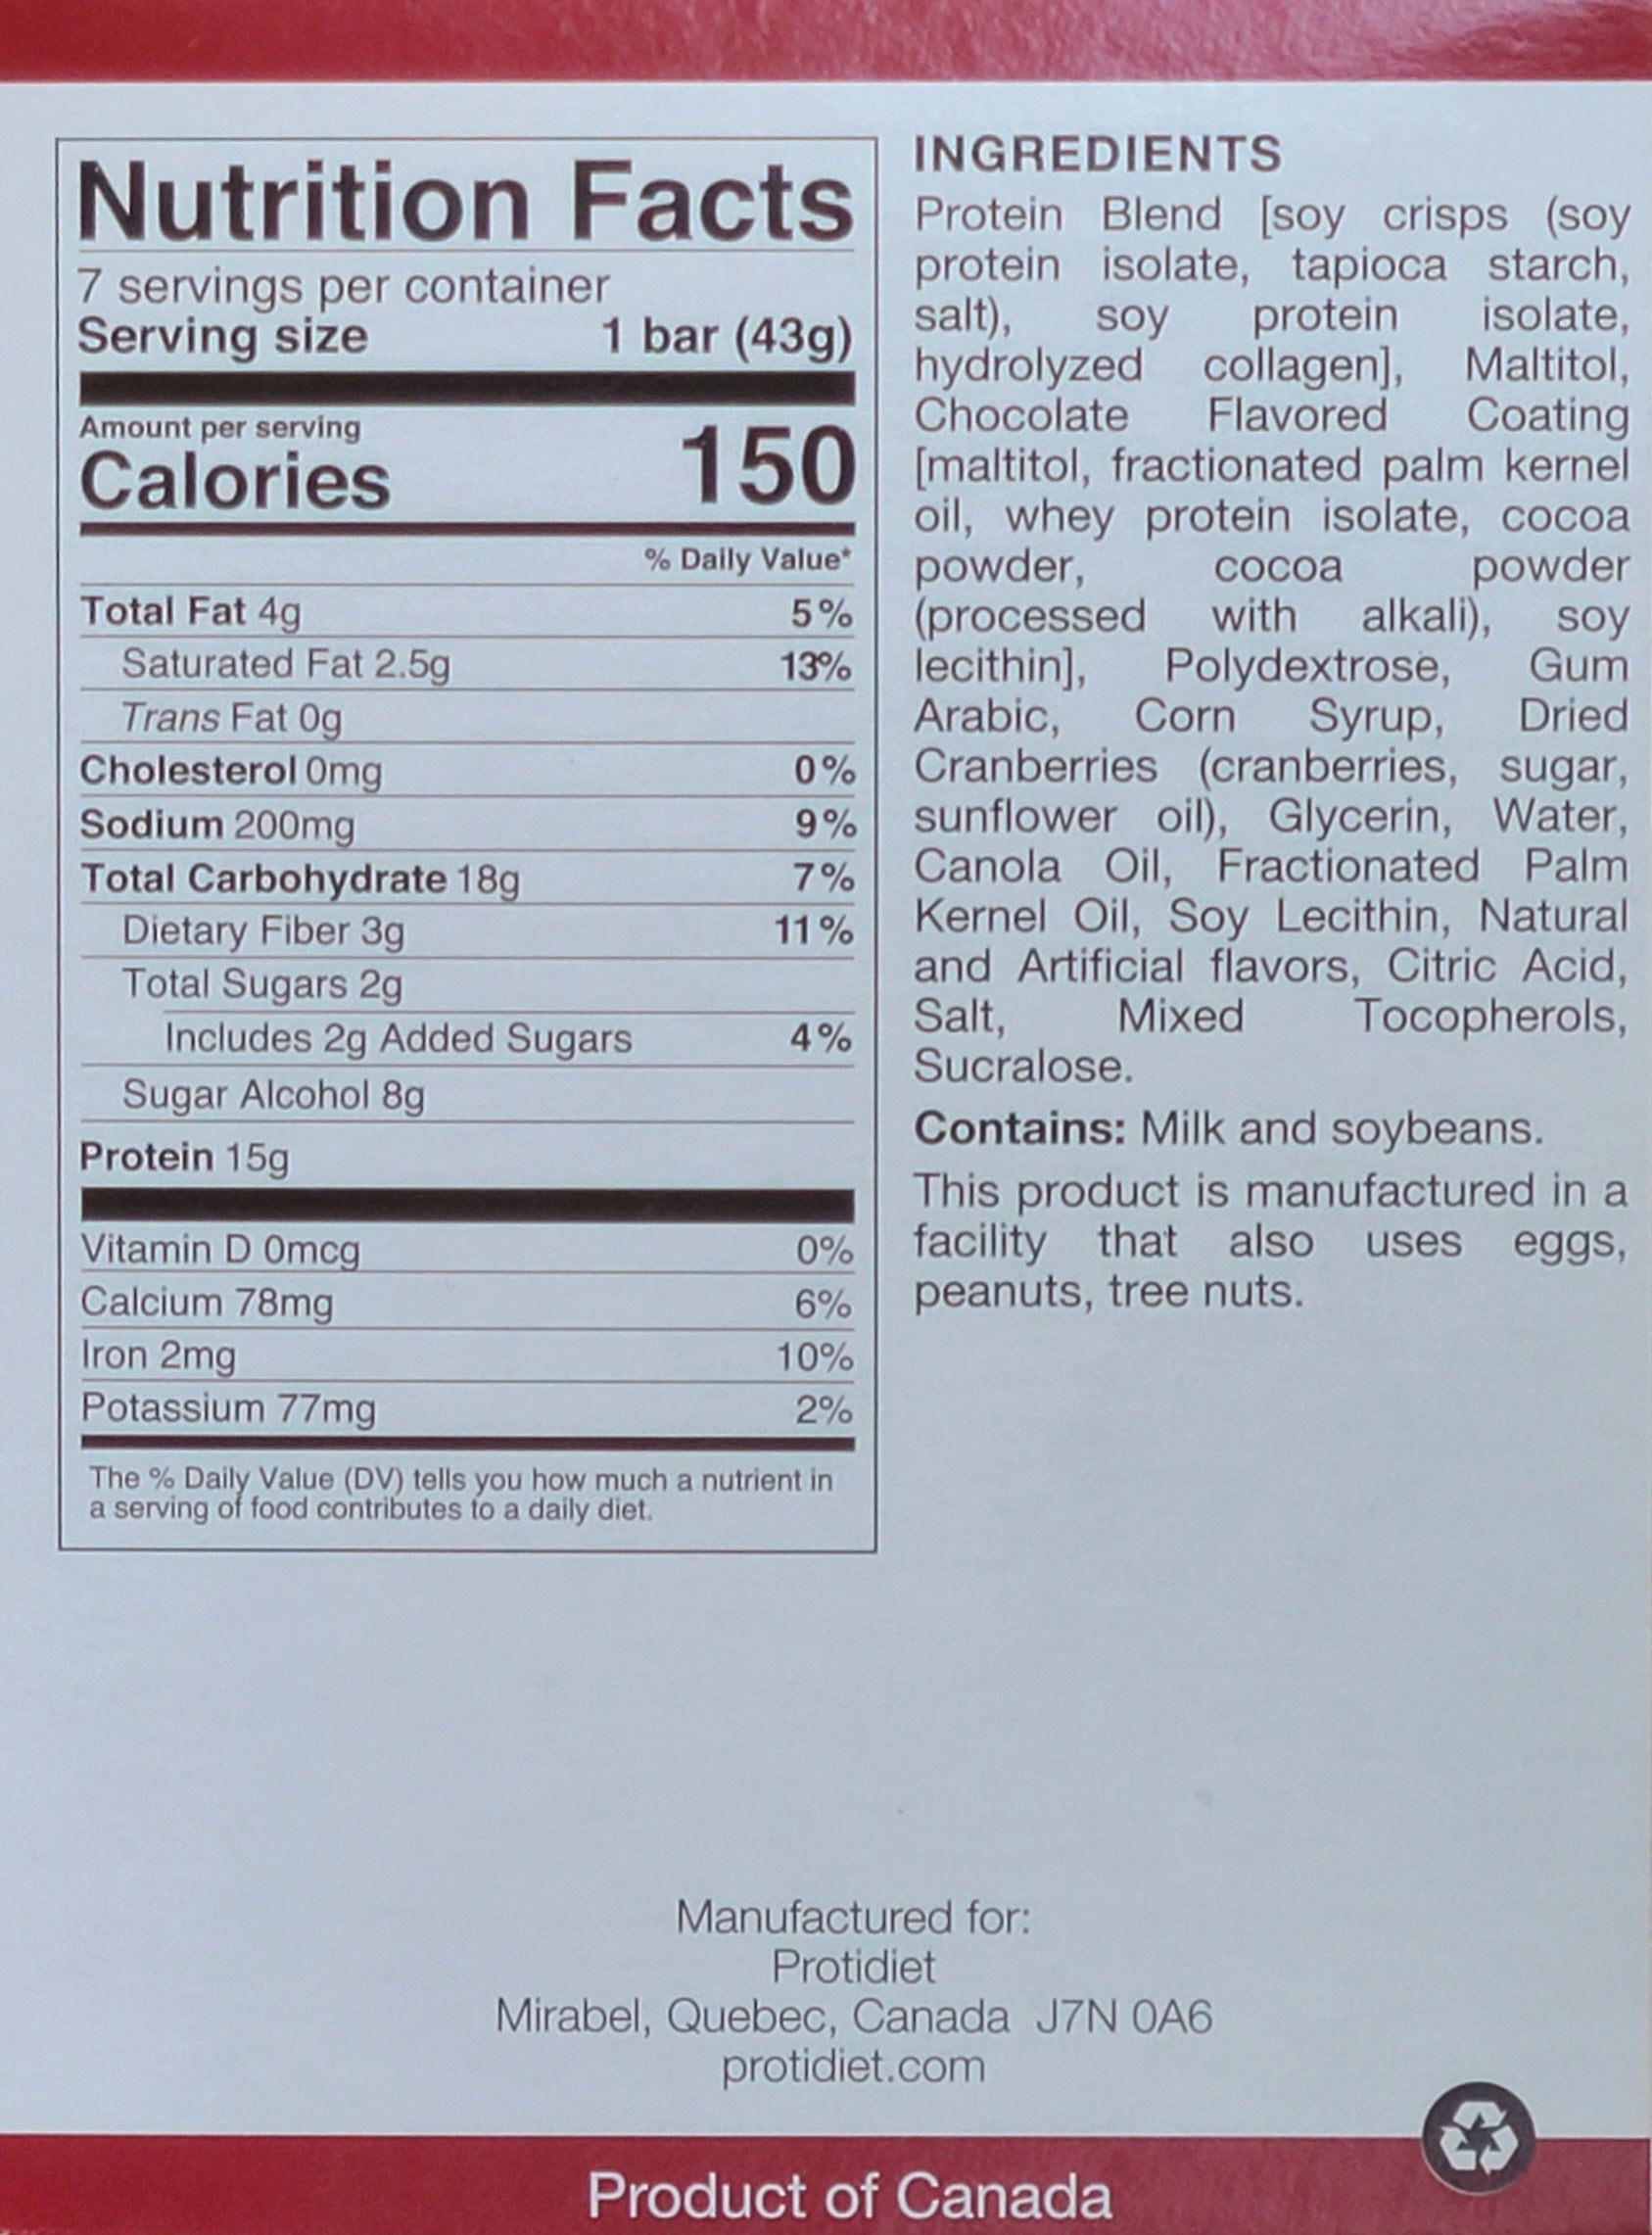 Nutrition Facts
7 servings per container
Serving size 1 bar (43g)
Amount per serving
Calories 150
% Daily Value*
Total Fat 4g 5%
Saturated Fat 2.5g 13%
Trans Fat 0g
Cholesterol 0mg 0%
Sodium 200mg 9%
Total Carbohydrate 18g 7%
Dietary Fiber 3g 11%
Total Sugars 2g
Includes 2g Added Sugars 4%
Sugar Alcohol 8g
Protein 15g
Vitamin D 0mcg 0%
Calcium 78mg 6%
Iron 2mg 10%
Potassium 77mg 2%
The % Daily Value (DV) tells you how much a nutrient in
a serving of food contributes to a daily diet.
INGREDIENTS
Protein Blend [soy crisps (soy
protein isolate, tapioca starch,
salt), soy protein isolate,
hydrolyzed collagen], Maltitol,
Chocolate Flavored Coating
[maltitol, fractionated palm kernel
oil, whey protein isolate, cocoa
powder, cocoa powder
(processed with alkali), soy
lecithin], Polydextrose, Gum
Arabic, Corn Syrup, Dried
Cranberries (cranberries, sugar,
sunflower oil), Glycerin, Water,
Canola Oil, Fractionated Palm
Kernel Oil, Soy Lecithin, Natural
and Artificial flavors, Citric Acid,
Salt, Mixed Tocopherols,
Sucralose.
Contains: Milk and soybeans.
This product is manufactured in a
facility that also uses eggs,
peanuts, tree nuts.
Manufactured for:
Protidiet
Mirabel, Quebec, Canada J7N 0A6
protidiet.com
Product of Canada